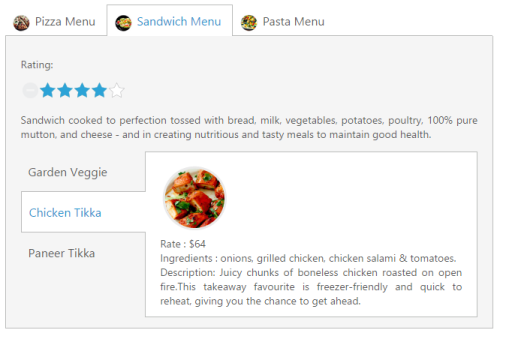 Pizza Menu Sandwich Menu Pasta Menu
Rating:
Sandwich cooked to perfection tossed with bread, milk, vegetables, potatoes, poultry, 100% pure
mutton, and cheese - and in creating nutritious and tasty meals to maintain good health.
Garden Veggie
Chicken Tikka
Paneer Tikka
Rate : $64
Ingredients : onions, grilled chicken, chicken salami & tomatoes.
Description: Juicy chunks of boneless chicken roasted on open
fire.This takeaway favourite is freezer-friendly and quick to
reheat, giving you the chance to get ahead.